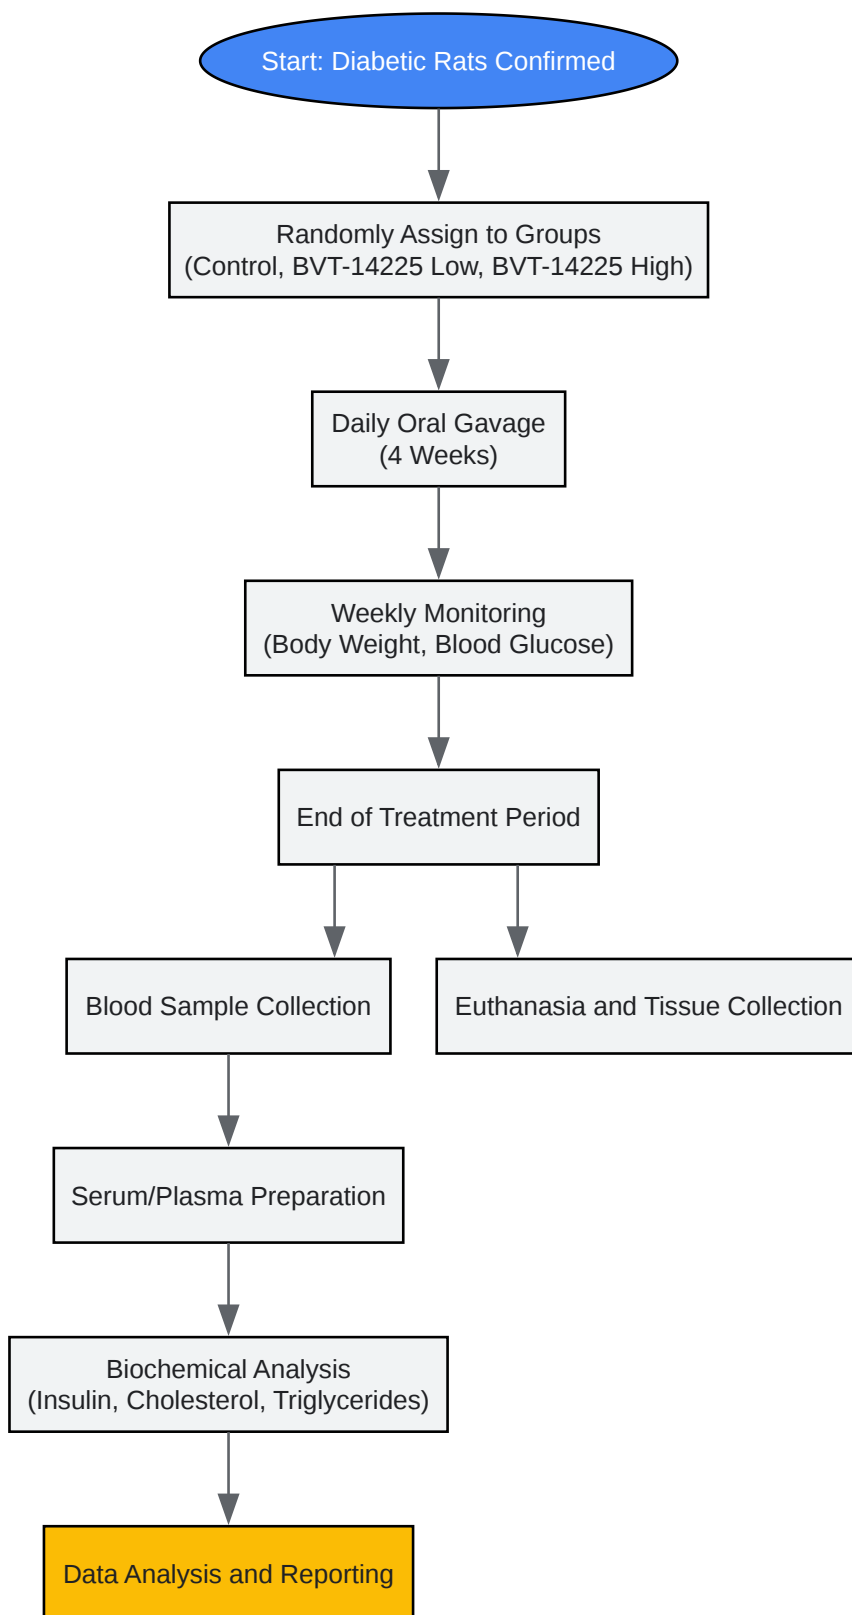 Start: Diabetic Rats Confirmed
Randomly Assign to Groups
(Control, BVT-14225 Low, BVT-14225 High)
Daily Oral Gavage
(4 Weeks)
Weekly Monitoring
(Body Weight, Blood Glucose)
End of Treatment Period
Blood Sample Collection
Euthanasia and Tissue Collection
Serum/Plasma Preparation
Biochemical Analysis
(Insulin, Cholesterol, Triglycerides)
Data Analysis and Reporting